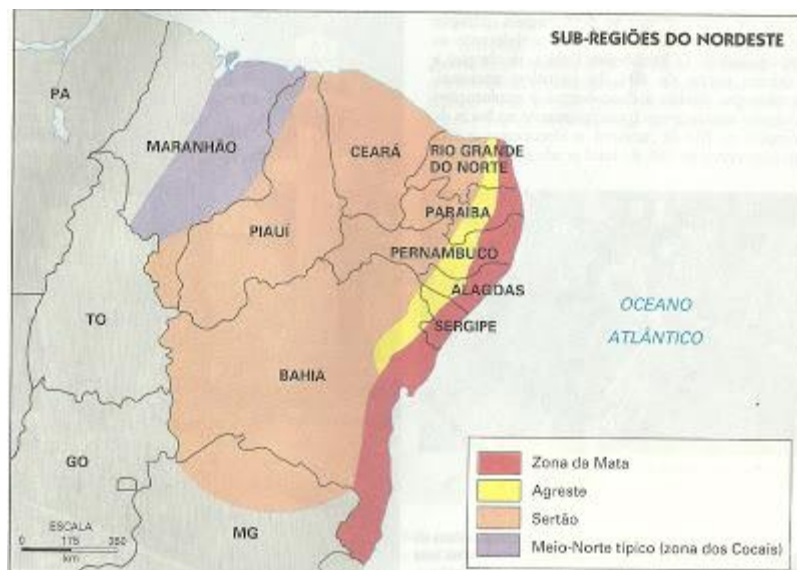 SUB-REGIÕES DO NORDESTE
PA
MARANHÃO
CEARÁ
RIO GRANDE
DO NORTE
PARAÍBA
PIAUÍ
PERNAMBUCO
ALAGOAS
SERGIPE
TO
BAHIA
OCEANO
ATLÂNTICO
GO
MG
ESCALA
0 175 350
km
Zona da Mata
Agreste
Sertão
Meio-Norte típico (zona dos Cocais)